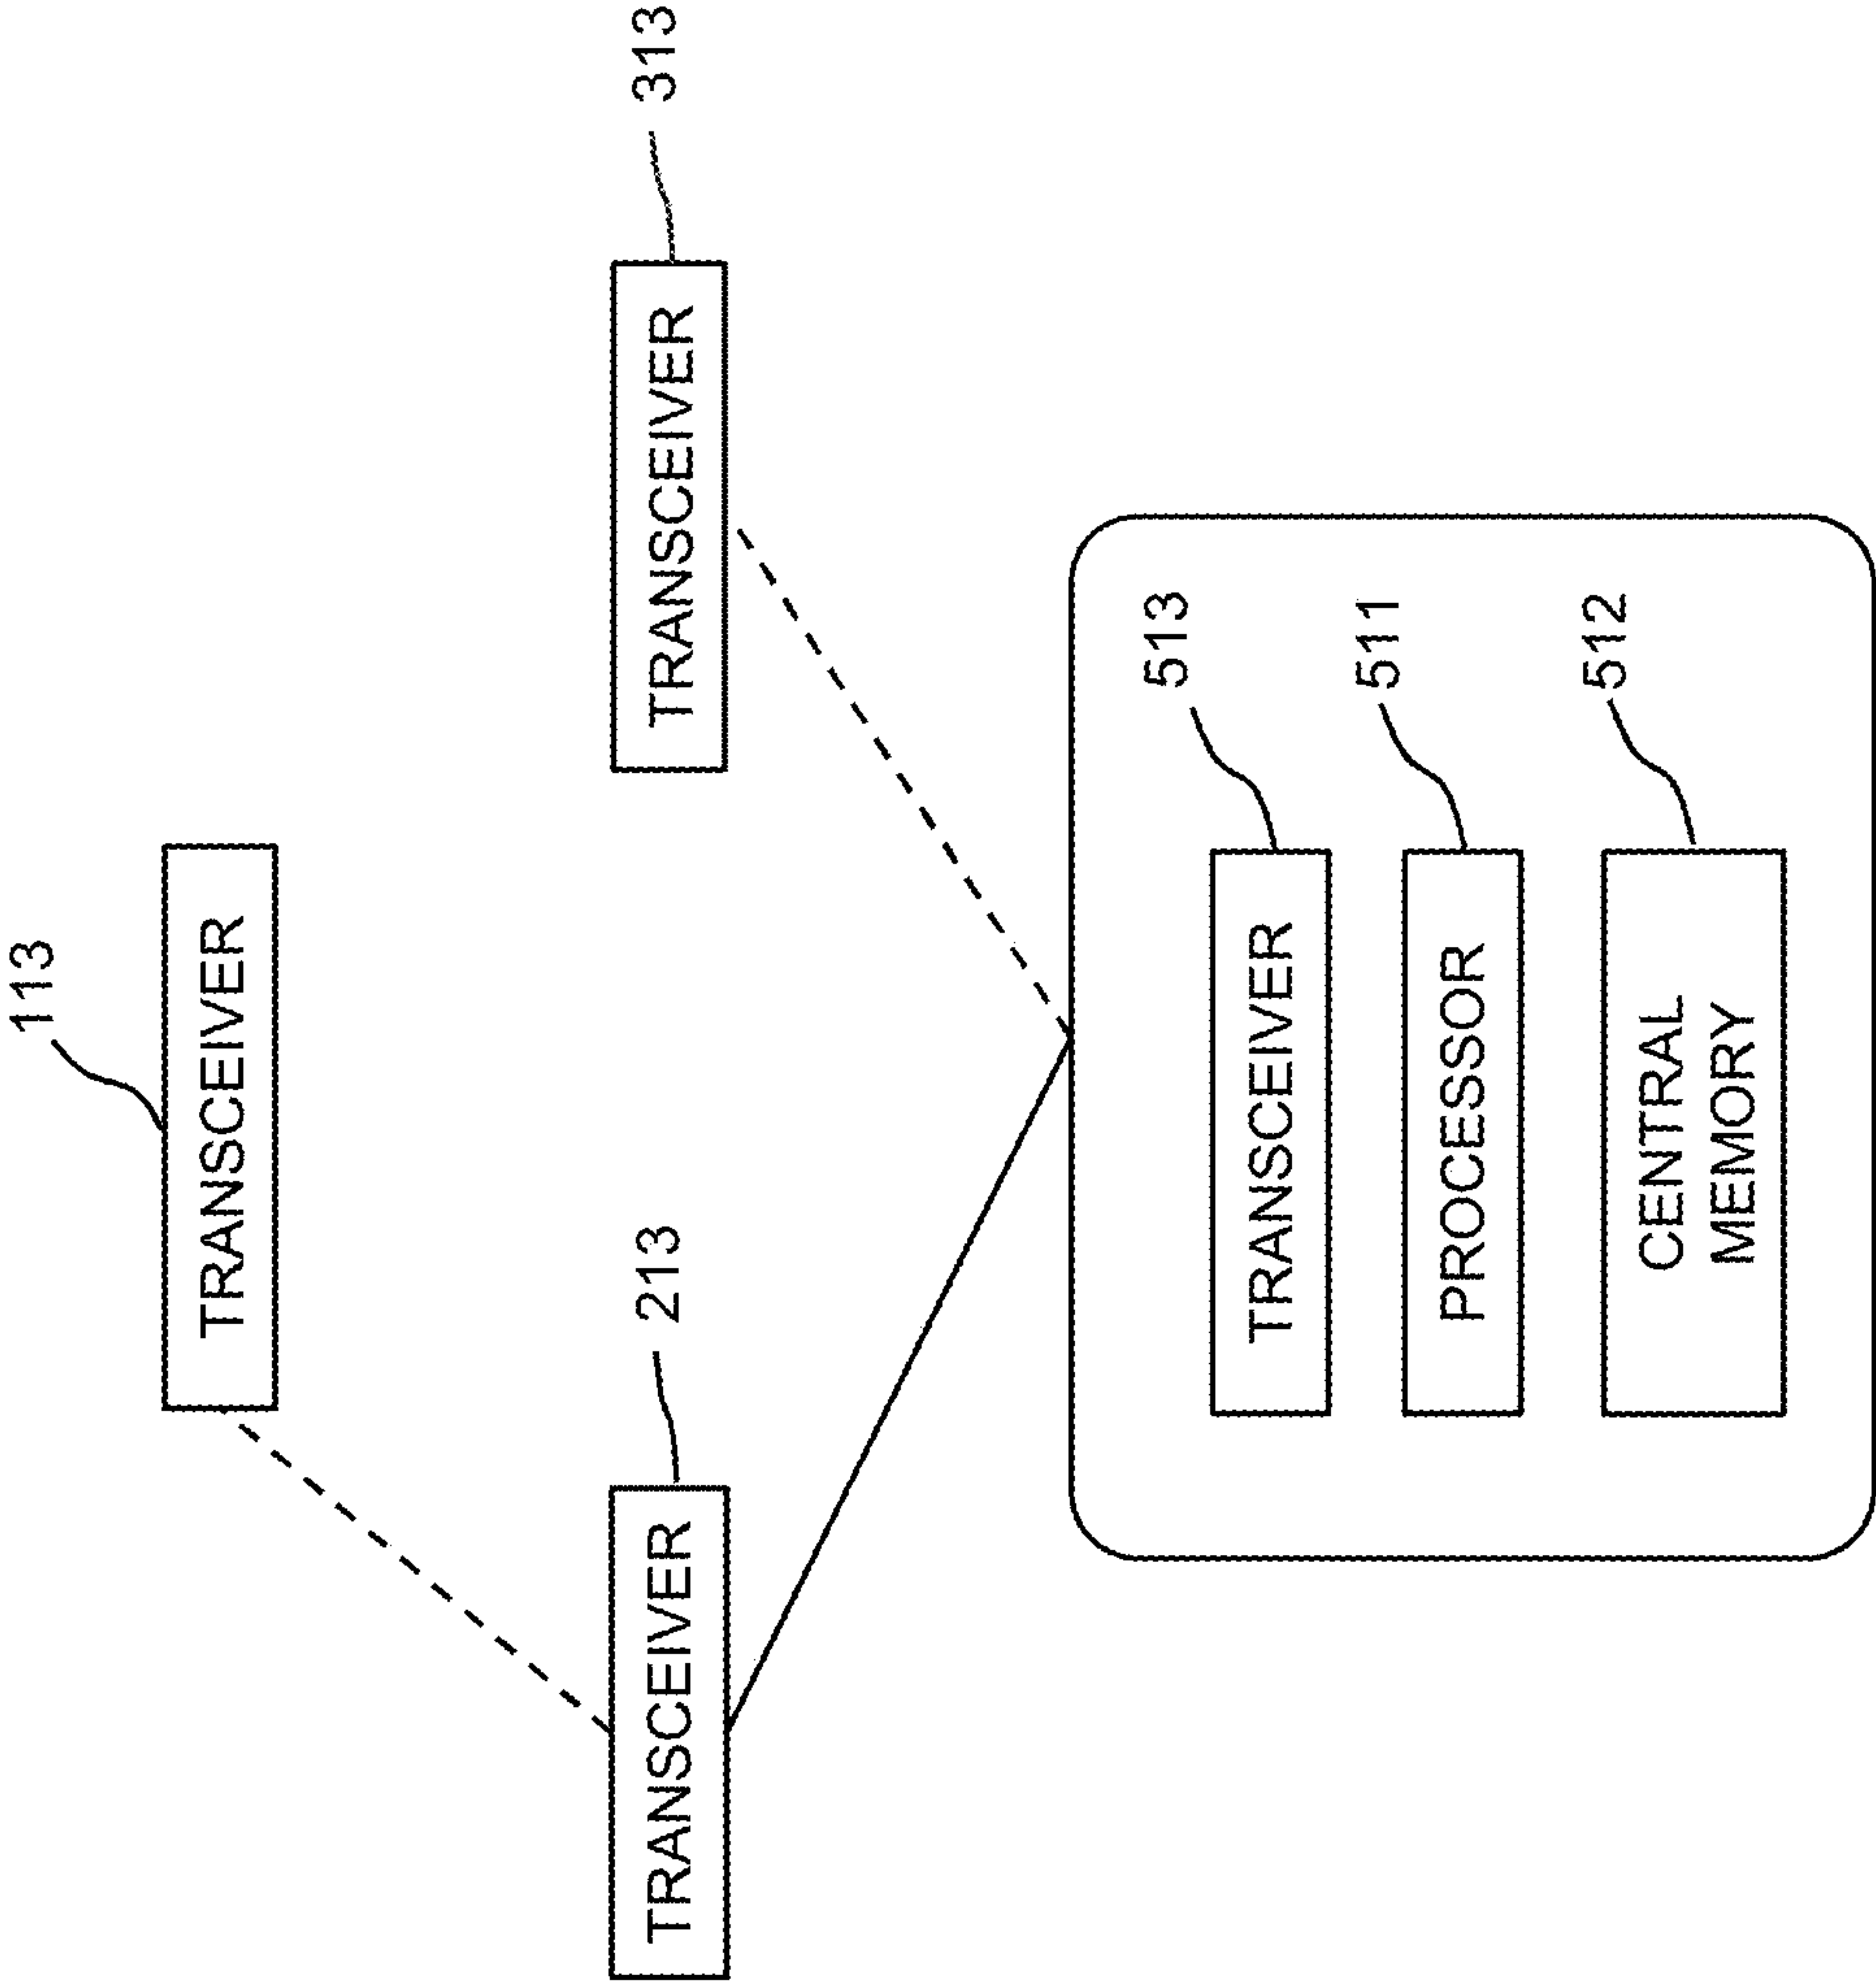 113
TRANSCEIVER
213
TRANSCEIVER
313
TRANSCEIVER
513
TRANSCEIVER
511
PROCESSOR
512
CENTRAL
MEMORY